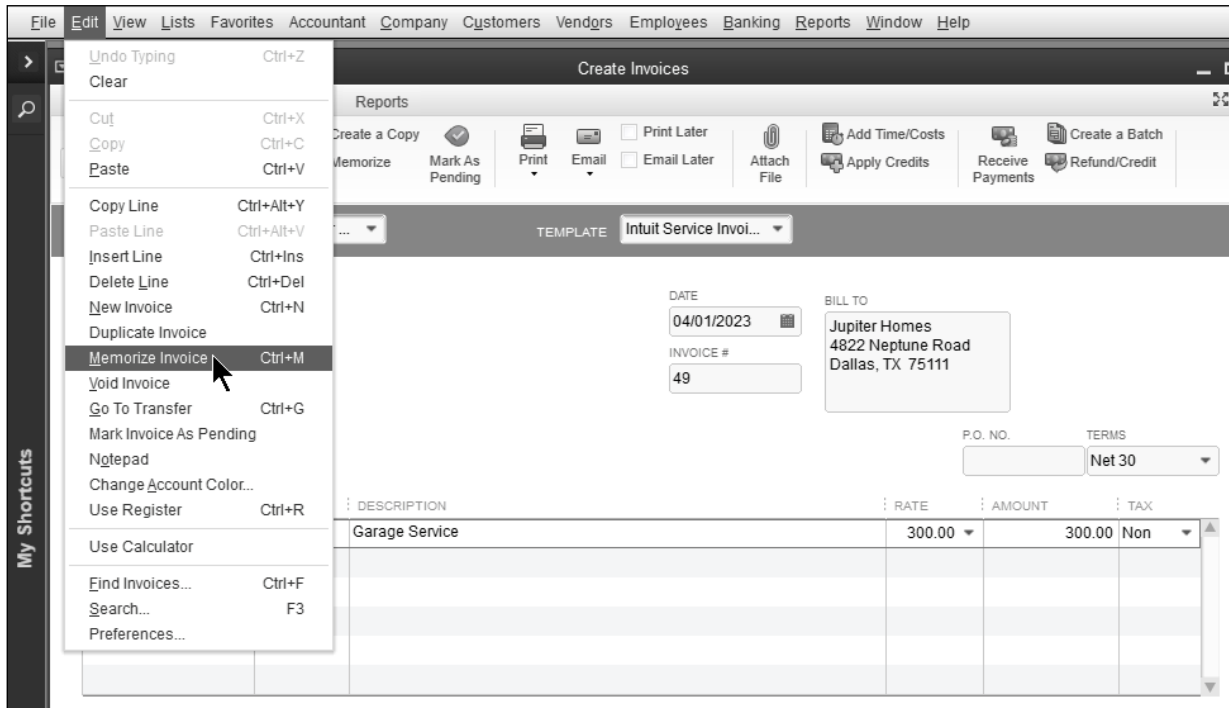 File Edit View Lists Favorites Accountant Company Customers Vendors Employees Banking Reports Window Help
Create Invoices
Undo Typing Ctrl+Z
Clear
Cut Ctrl+X
Copy Ctrl+C
Paste Ctrl+V
Copy Line Ctrl+Alt+Y
Paste Line Ctrl+Alt+V
Insert Line Ctrl+Ins
Delete Line Ctrl+Del
New Invoice Ctrl+N
Duplicate Invoice
Memorize Invoice Ctrl+M
Void Invoice
Go To Transfer Ctrl+G
Mark Invoice As Pending
Notepad
Change Account Color...
Use Register Ctrl+R
Use Calculator
Find Invoices... Ctrl+F
Search... F3
Preferences...
My Shortcuts
Reports
Create a Copy
Memorize
Mark As
Pending
Print
Email
Print Later
Email Later
Attach
File
Add Time/Costs
Apply Credits
Receive
Payments
Create a Batch
Refund/Credit
... TEMPLATE Intuit Service Invoi...
DATE
04/01/2023
INVOICE #
49
BILL TO
Jupiter Homes
4822 Neptune Road
Dallas, TX 75111
P.O. NO. TERMS
Net 30
DESCRIPTION RATE AMOUNT TAX
Garage Service 300.00 300.00 Non